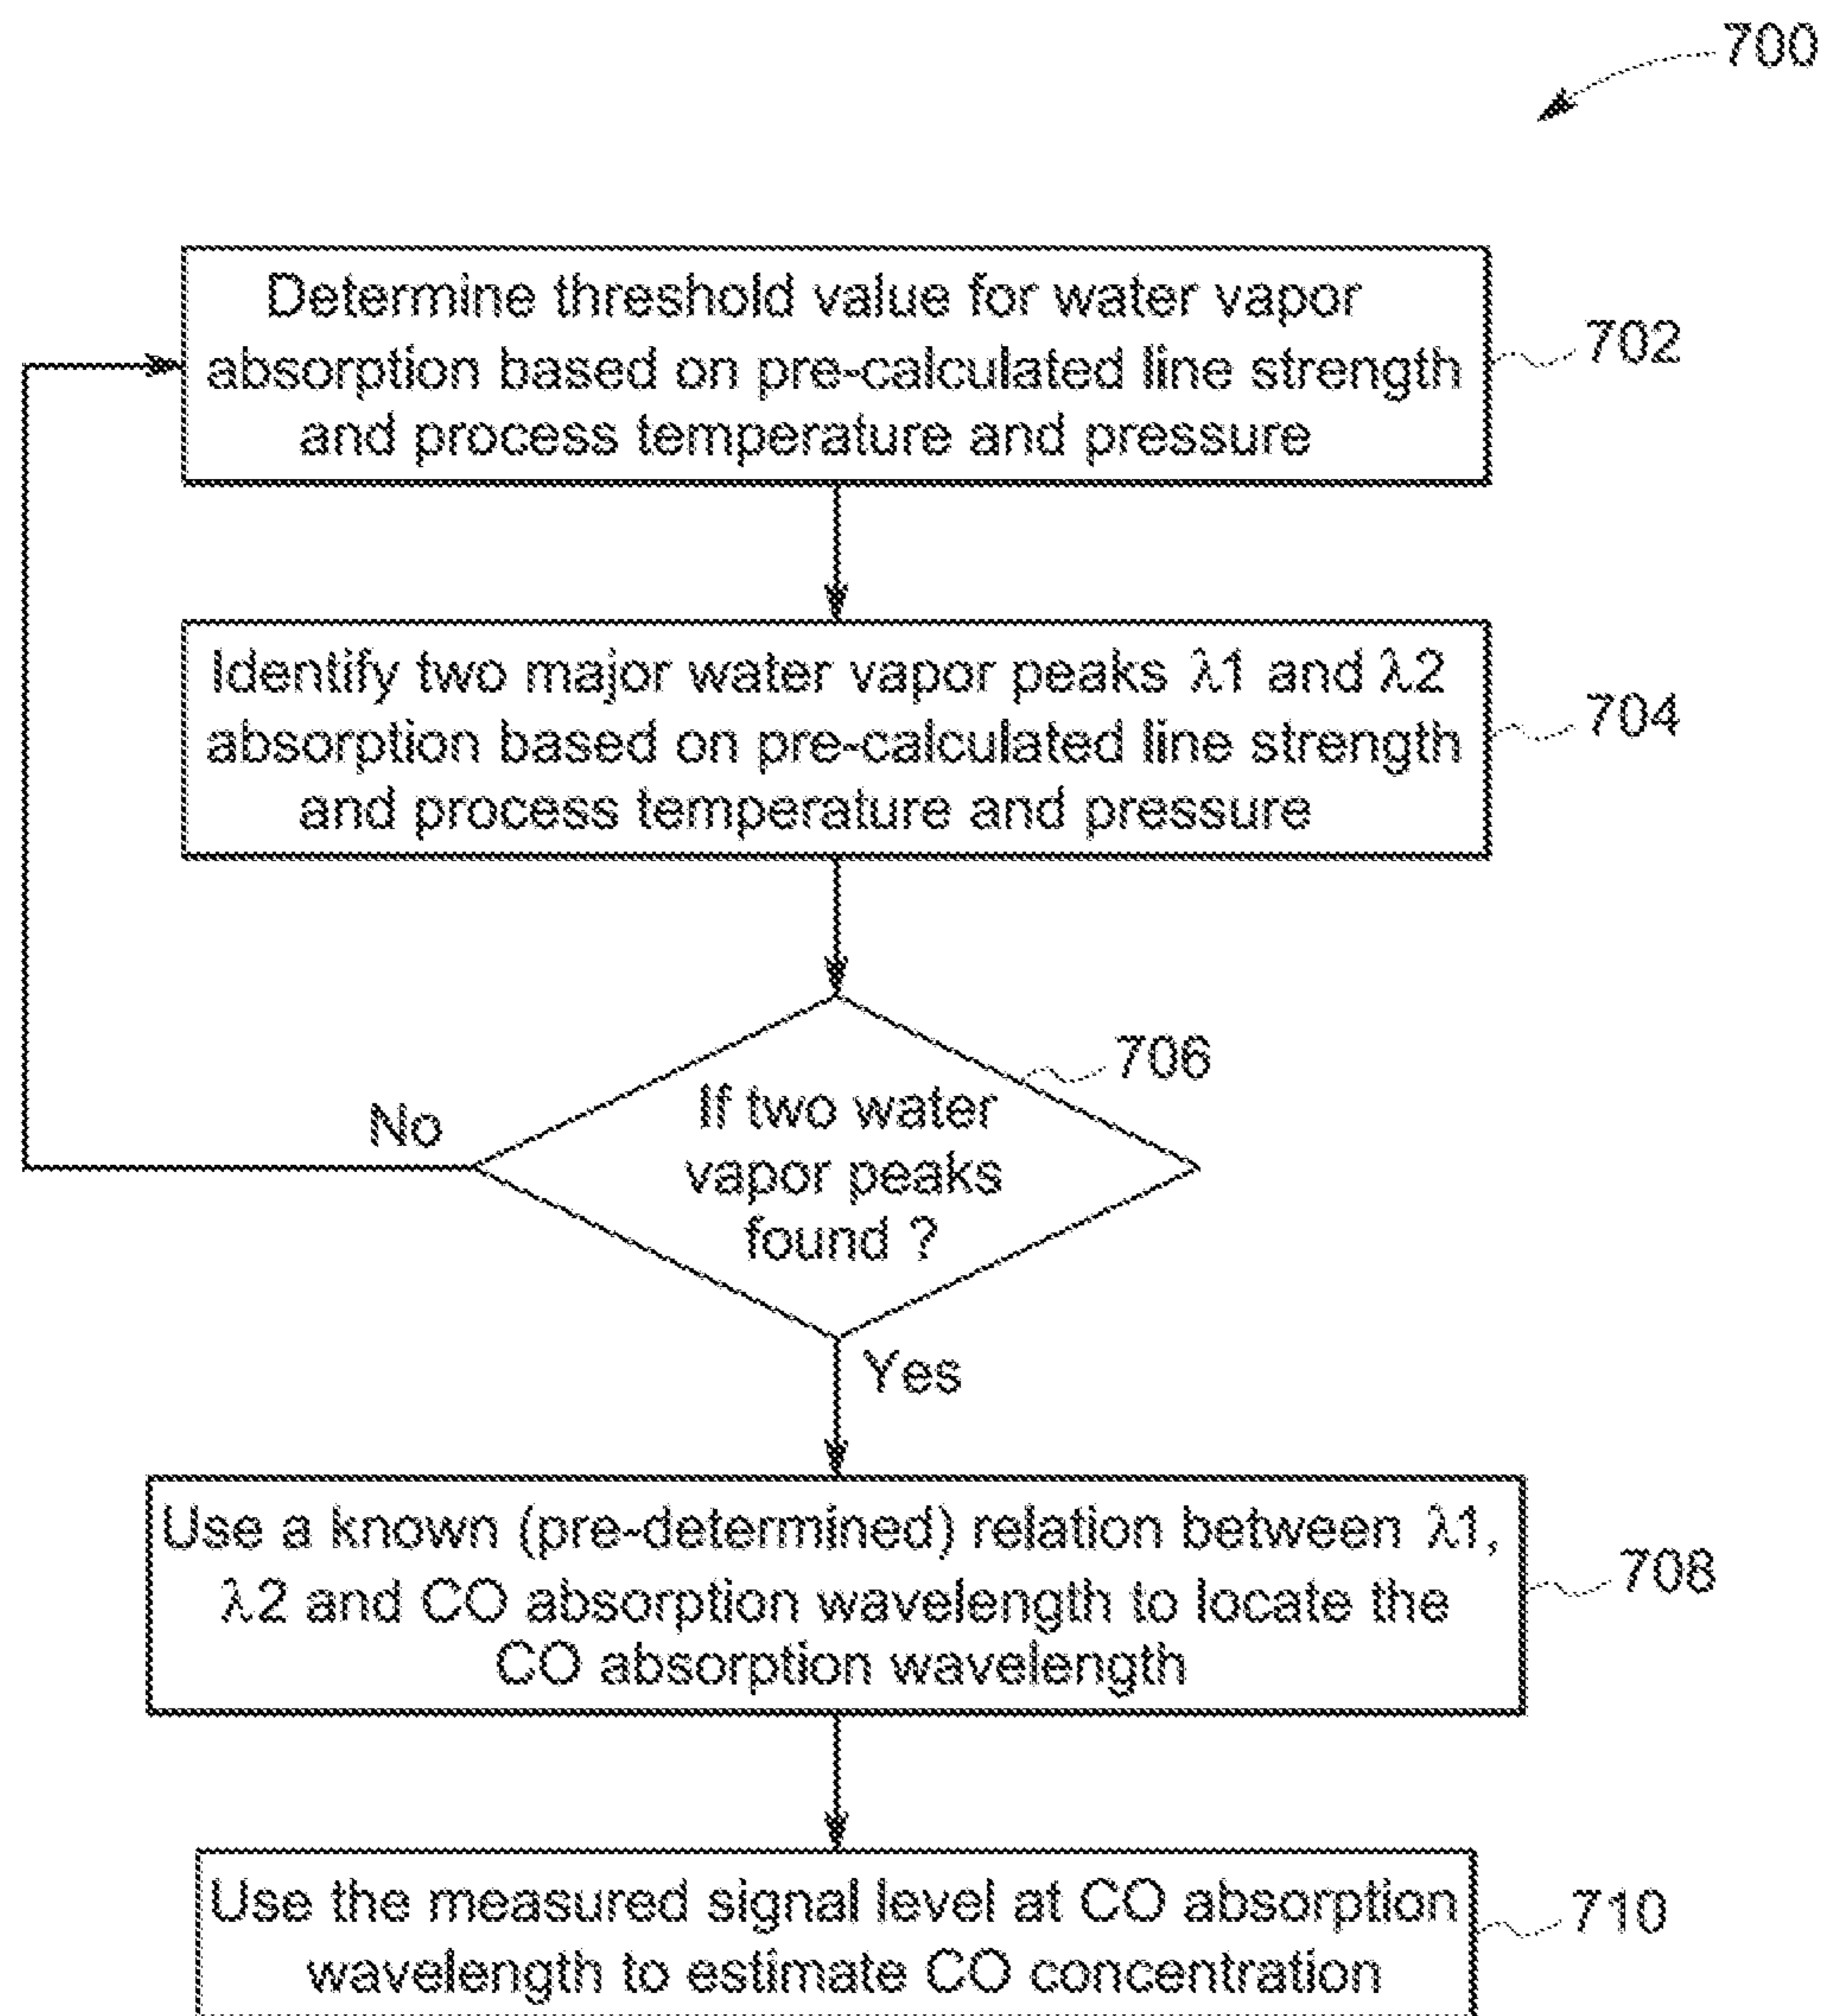 700
Determine threshold value for water vapor
absorption based on pre-calculated line strength
and process temperature and pressure
702
Identify two major water vapor peaks λ1 and λ2
absorption based on pre-calculated line strength
and process temperature and pressure
704
706
If two water
vapor peaks
found ?
No
Yes
Use a known (pre-determined) relation between λ1,
λ2 and CO absorption wavelength to locate the
CO absorption wavelength
708
Use the measured signal level at CO absorption
wavelength to estimate CO concentration
710